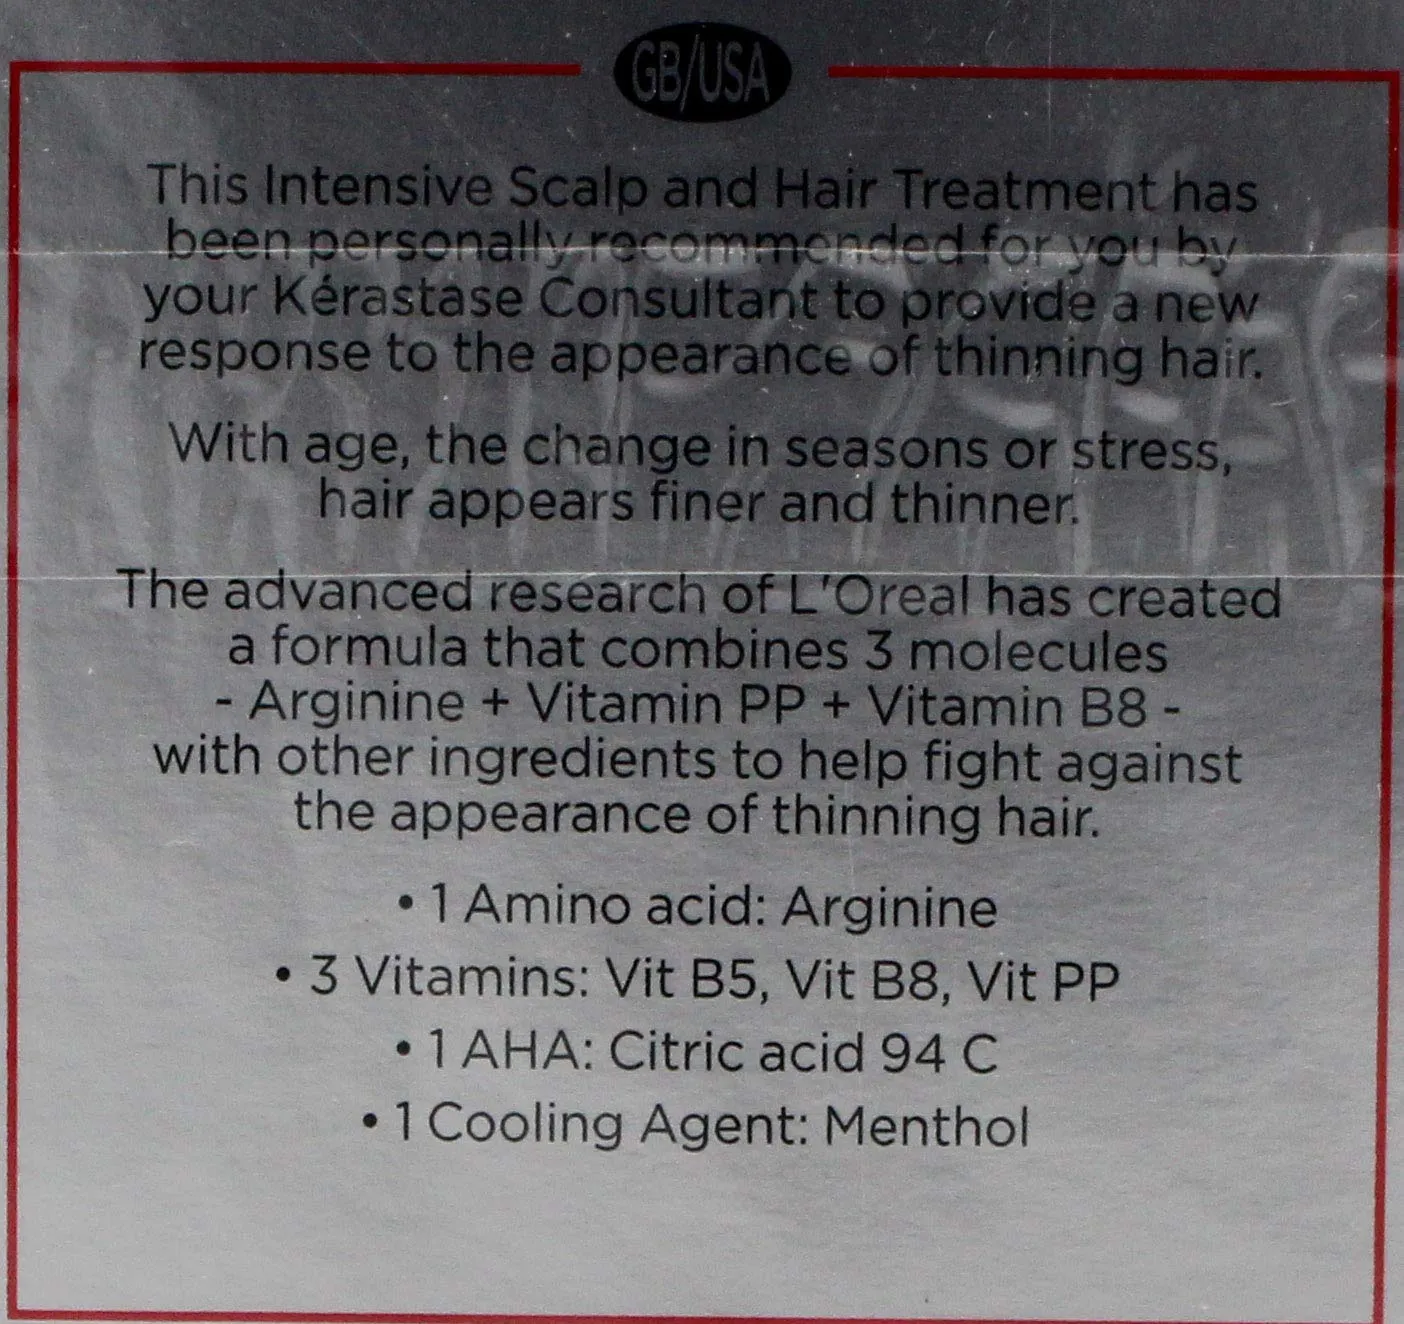 GB/USA
This Intensive Scalp and Hair Treatment has
been personally recommended for you by
your Kérastase Consultant to provide a new
response to the appearance of thinning hair.
With age, the change in seasons or stress,
hair appears finer and thinner.
The advanced research of L'Oreal has created
a formula that combines 3 molecules
- Arginine + Vitamin PP + Vitamin B8 -
with other ingredients to help fight against
the appearance of thinning hair.
• 1 Amino acid: Arginine
• 3 Vitamins: Vit B5, Vit B8, Vit PP
• 1 AHA: Citric acid 94 C
• 1 Cooling Agent: Menthol